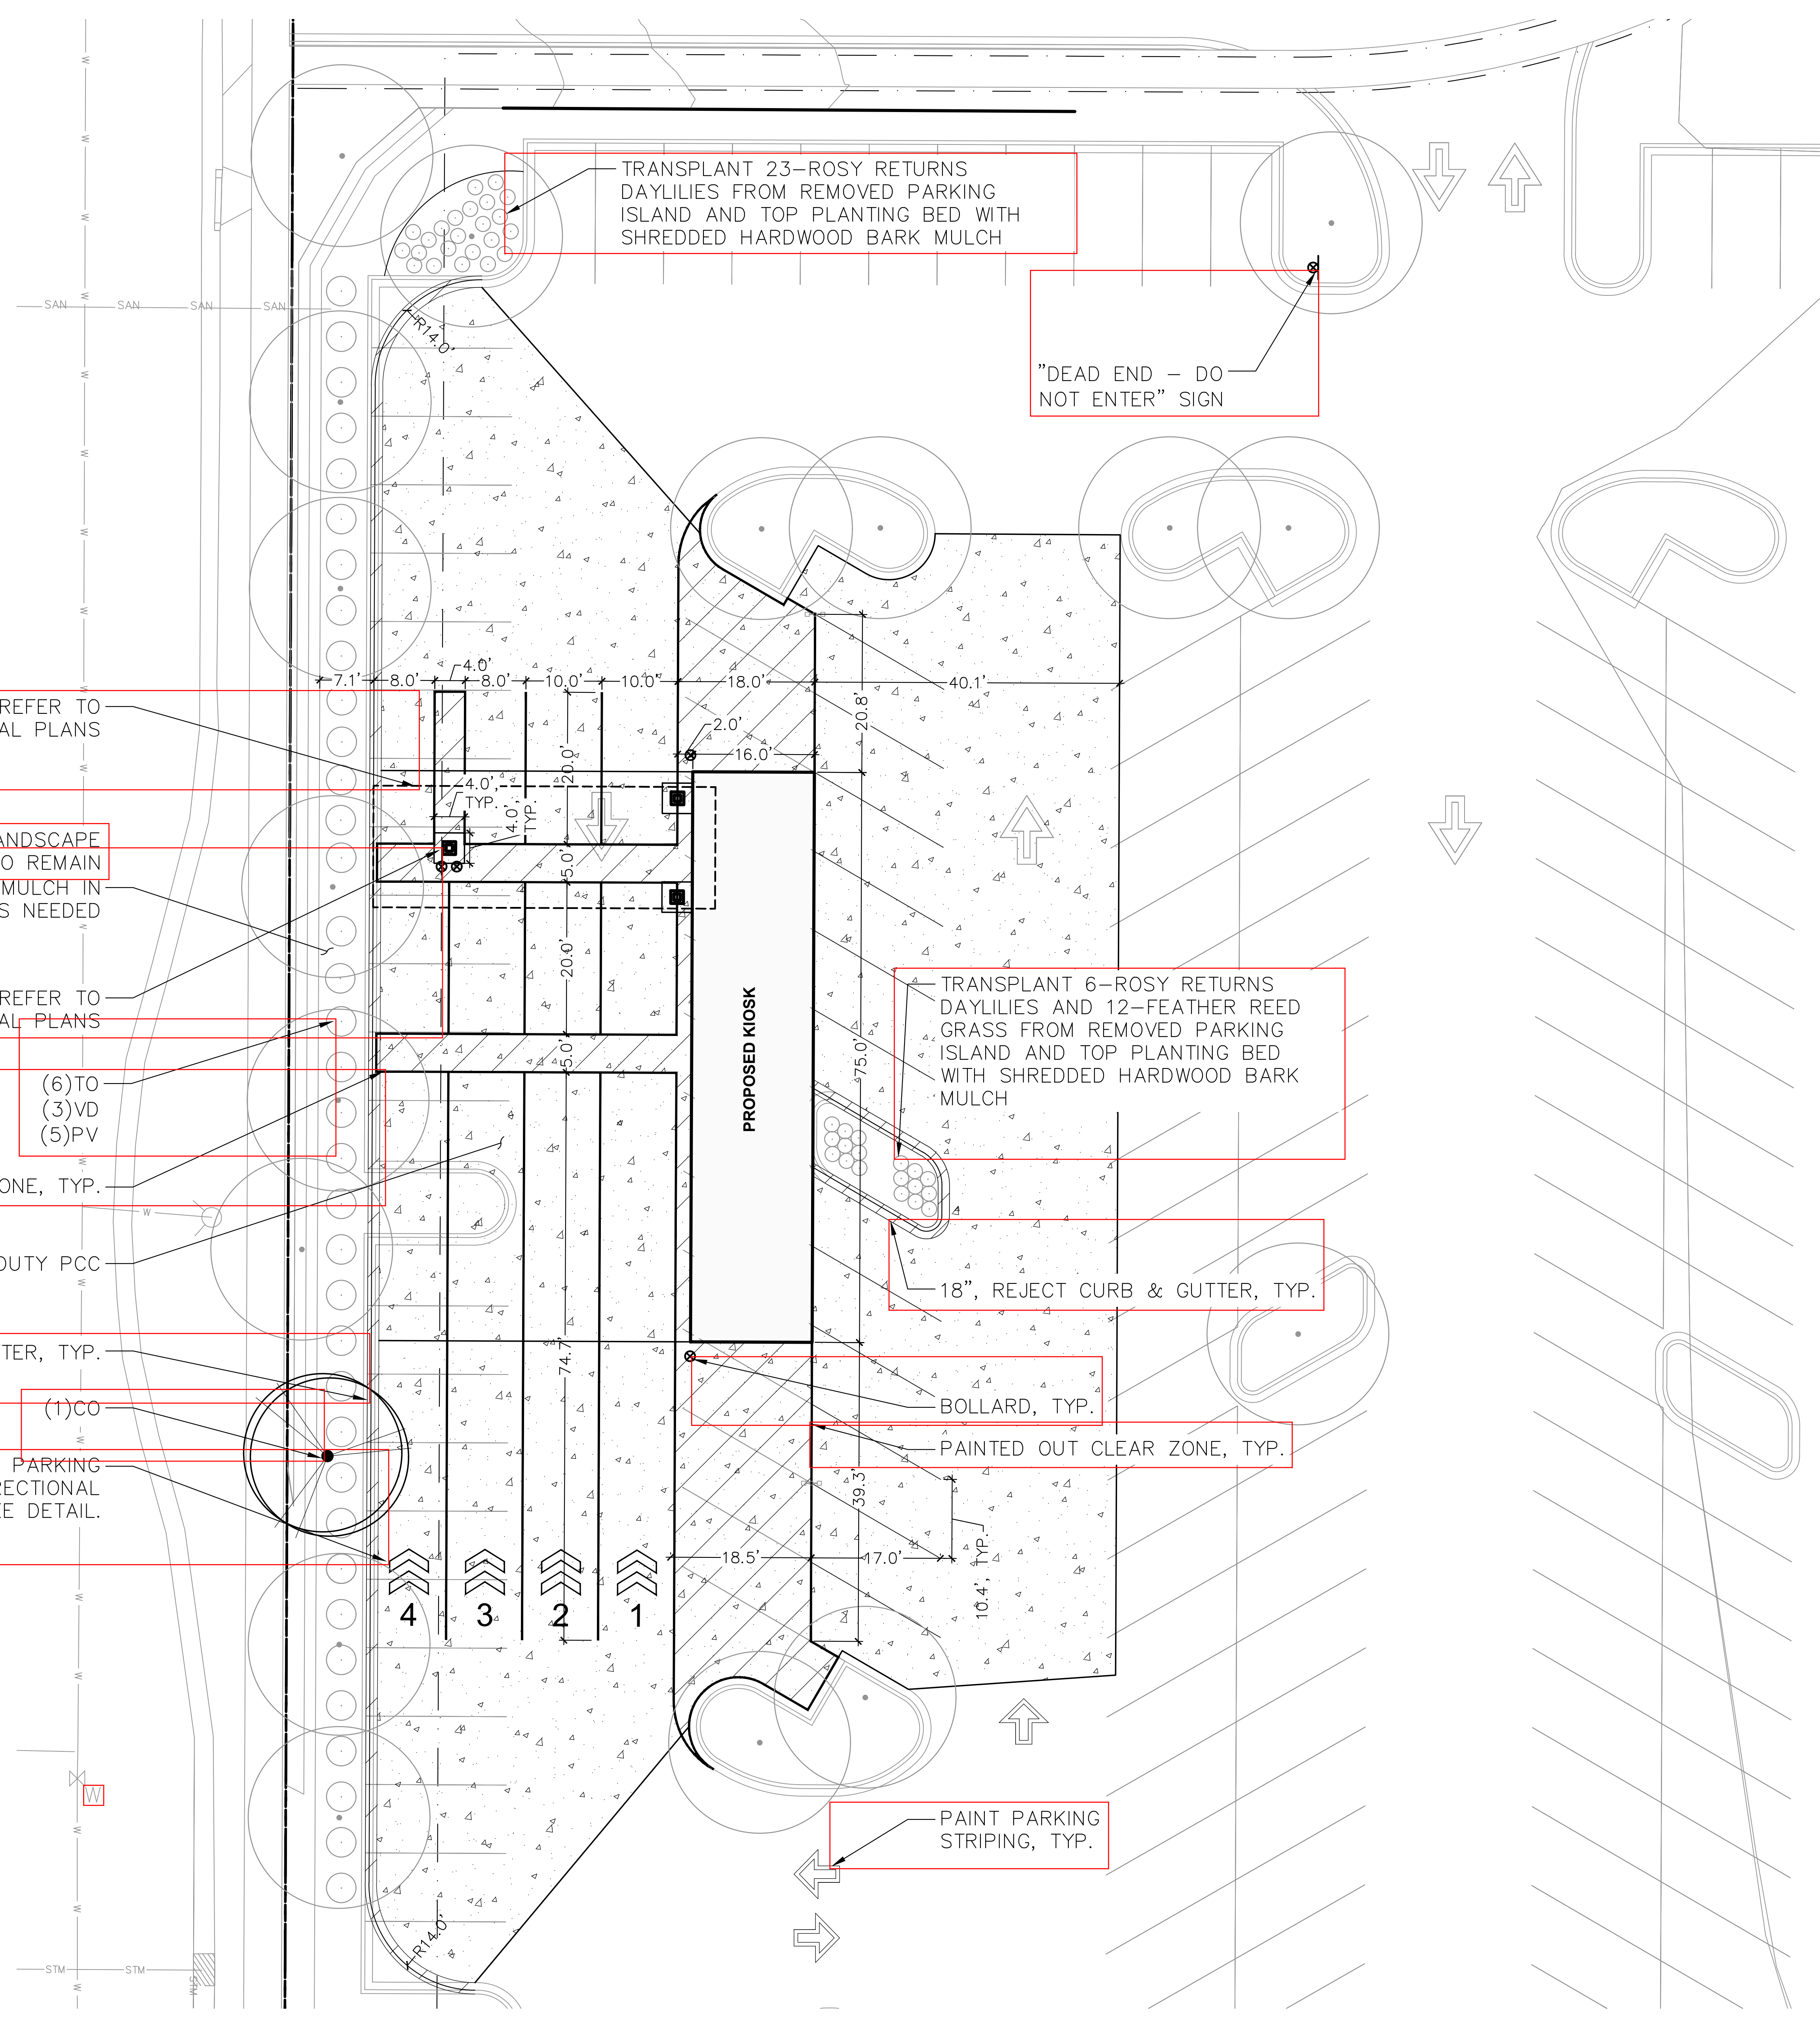 TRANSPLANT 23-ROSY RETURNS
DAYLILIES FROM REMOVED PARKING
ISLAND AND TOP PLANTING BED WITH
SHREDDED HARDWOOD BARK MULCH
SAN
SAN
SAN
SAN
R14.0'
"DEAD END – DO
NOT ENTER" SIGN
7.1'
8.0'
4.0'
8.0'
10.0'
10.0'
18.0'
40.1'
REFER TO
AL PLANS
2.0'
16.0'
20.8'
20.0'
4.0',
TYP.
4.0',
TYP.
ANDSCAPE
O REMAIN
MULCH IN
S NEEDED
5.0'
20.0'
REFER TO
AL PLANS
TRANSPLANT 6-ROSY RETURNS
DAYLILIES AND 12-FEATHER REED
GRASS FROM REMOVED PARKING
ISLAND AND TOP PLANTING BED
WITH SHREDDED HARDWOOD BARK
MULCH
PROPOSED KIOSK
75.0'
5.0'
(6)TO
(3)VD
(5)PV
ONE, TYP.
W
DUTY PCC
18", REJECT CURB & GUTTER, TYP.
TER, TYP.
74.7'
BOLLARD, TYP.
(1)CO
PAINTED OUT CLEAR ZONE, TYP.
PARKING
RECTIONAL
EE DETAIL.
39.3'
18.5'
17.0'
10.4', TYP.
4
3
2
1
W
PAINT PARKING
STRIPING, TYP.
R14.0'
STM
STM
STM
W
W
W
W
W
W
W
W
W
W
W
W
W